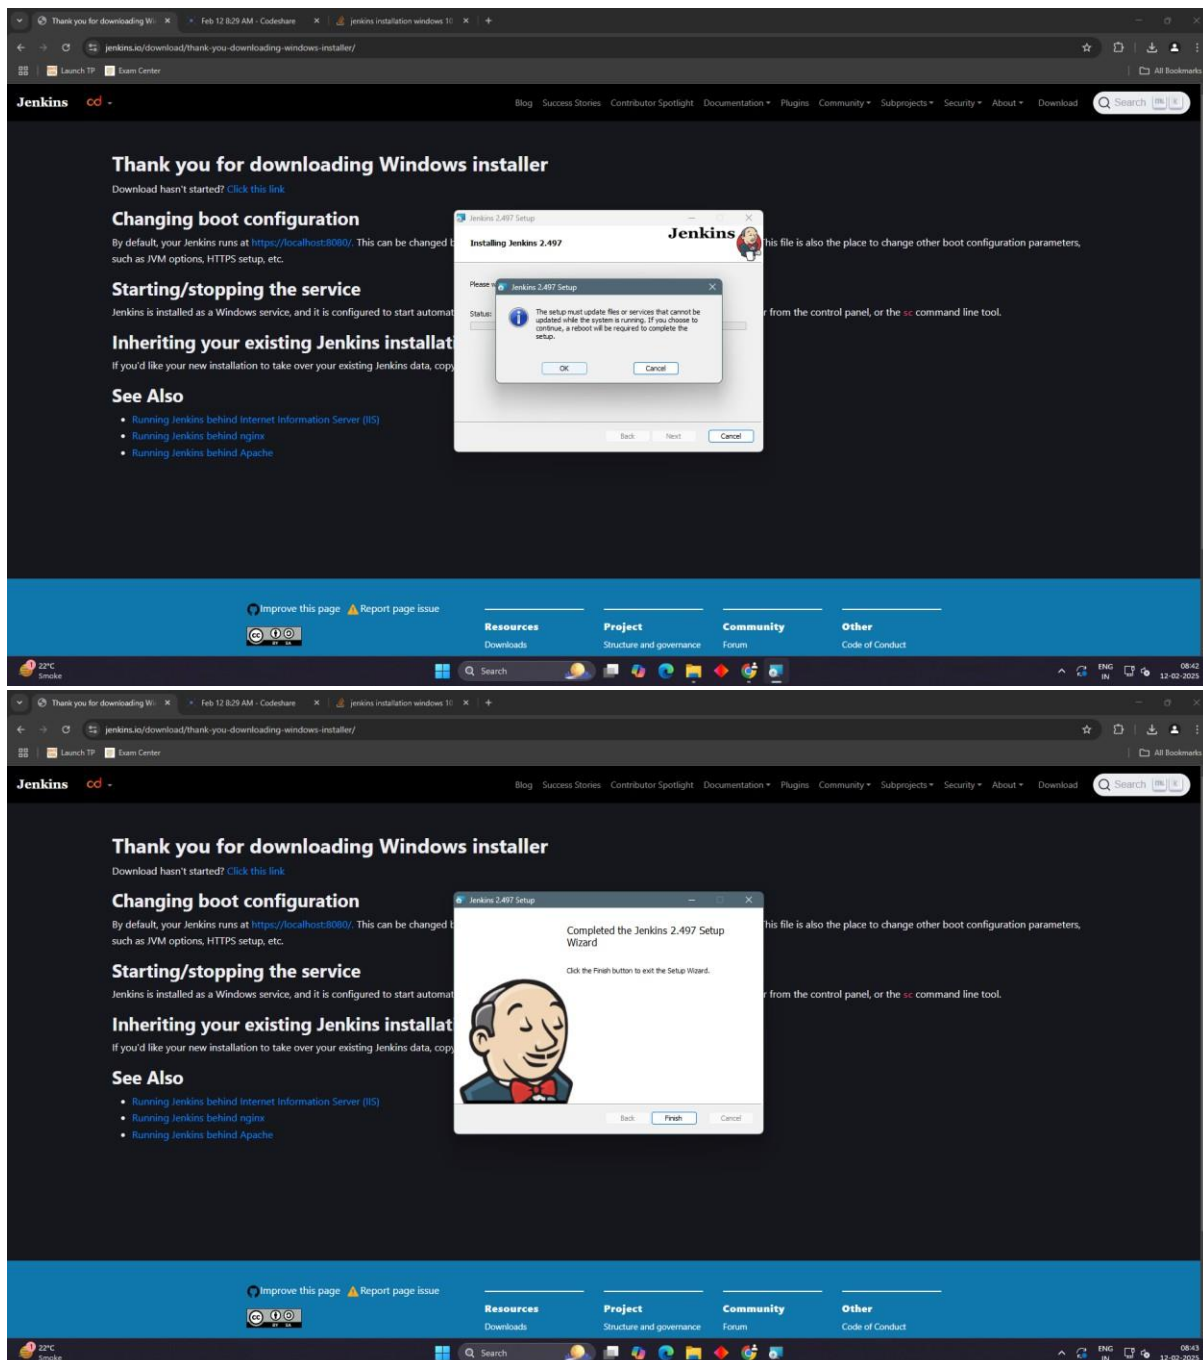 Thank you for downloading Wi
Feb 12 8:29 AM - Codeshare
jenkins installation windows 10
jenkins.io/download/thank-you-downloading-windows-installer/
Launch TP Exam Center
All Bookmarks
Jenkins cd
Blog Success Stories Contributor Spotlight Documentation Plugins Community Subprojects Security About Download Search
Thank you for downloading Windows installer
Download hasn't started? Click this link
Changing boot configuration
By default, your Jenkins runs at https://localhost:8080/. This can be changed
his file is also the place to change other boot configuration parameters,
such as JVM options, HTTPS setup, etc.
Starting/stopping the service
Jenkins is installed as a Windows service, and it is configured to start automat
r from the control panel, or the sc command line tool.
Inheriting your existing Jenkins installat
If you'd like your new installation to take over your existing Jenkins data, copy
See Also
Running Jenkins behind Internet Information Server (IIS)
Running Jenkins behind nginx
Running Jenkins behind Apache
Jenkins 2.497 Setup
Installing Jenkins 2.497
Jenkins
Please w
Status:
Jenkins 2.497 Setup
The setup must update files or services that cannot be
updated while the system is running. If you choose to
continue, a reboot will be required to complete the
setup.
OK Cancel
Back Next Cancel
Improve this page Report page issue
Resources Project Community Other
Downloads Structure and governance Forum Code of Conduct
22°C
Smoke
Search
ENG
IN
08:42
12-02-2025
Thank you for downloading Wi
Feb 12 8:29 AM - Codeshare
jenkins installation windows 10
jenkins.io/download/thank-you-downloading-windows-installer/
Launch TP Exam Center
All Bookmarks
Jenkins cd
Blog Success Stories Contributor Spotlight Documentation Plugins Community Subprojects Security About Download Search
Thank you for downloading Windows installer
Download hasn't started? Click this link
Changing boot configuration
By default, your Jenkins runs at https://localhost:8080/. This can be changed
his file is also the place to change other boot configuration parameters,
such as JVM options, HTTPS setup, etc.
Starting/stopping the service
Jenkins is installed as a Windows service, and it is configured to start automat
r from the control panel, or the sc command line tool.
Inheriting your existing Jenkins installat
If you'd like your new installation to take over your existing Jenkins data, copy
See Also
Running Jenkins behind Internet Information Server (IIS)
Running Jenkins behind nginx
Running Jenkins behind Apache
Jenkins 2.497 Setup
Completed the Jenkins 2.497 Setup
Wizard
Click the Finish button to exit the Setup Wizard.
Back Finish Cancel
Improve this page Report page issue
Resources Project Community Other
Downloads Structure and governance Forum Code of Conduct
22°C
Smoke
Search
ENG
IN
08:43
12-02-2025